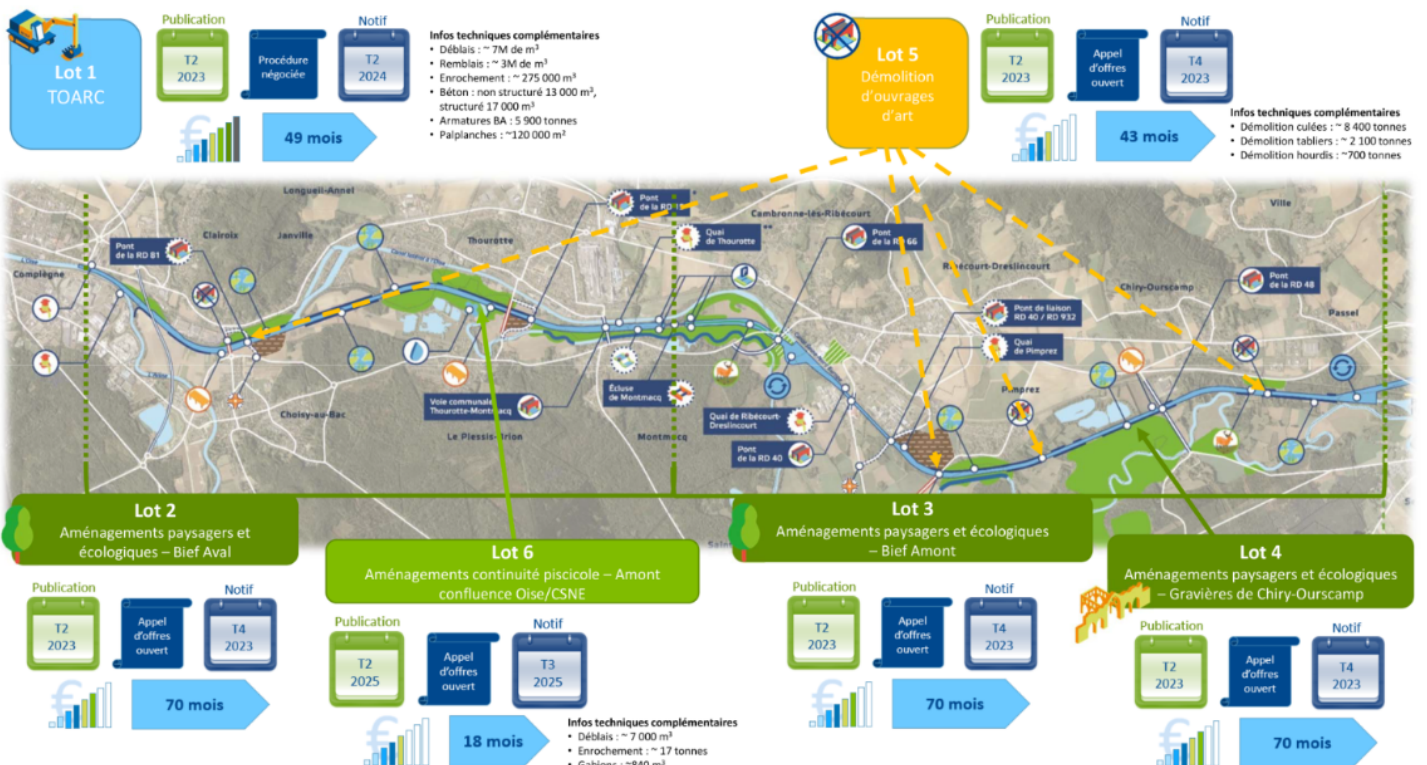 Lot 1
TOARC
Publication
T2
2023
Procédure
négociée
Notif
T2
2024
49 mois
Infos techniques complémentaires
• Déblais : ~ 7M de m³
• Remblais : ~ 3M de m³
• Enrochement : ~ 275 000 m³
• Béton : non structuré 13 000 m³,
structuré 17 000 m³
• Armatures BA : 5 900 tonnes
• Palplanches : ~120 000 m²
Lot 5
Démolition
d'ouvrages
d'art
Publication
T2
2023
Appel
d'offres
ouvert
Notif
T4
2023
43 mois
Infos techniques complémentaires
• Démolition culées : ~ 8 400 tonnes
• Démolition tabliers : ~ 2 100 tonnes
• Démolition hourdis : ~700 tonnes
Longueil-Annel
Pont
de la RD 15
*
Cambronne-lès-Ribécourt
Ville
Clairoix
Janville
Thourotte
Quai
de Thourotte
**
Pont
de la RD 66
Pont
de la RD 81
Ribécourt-Dreslincourt
Compiègne
Chiry-Ourscamp
Pont
de la RD 48
Pont de liaison
RD 40 / RD 932
Passel
Quai
de Pimprez
Pimprez
Écluse
de Montmacq
Voie communale
Thourotte-Montmacq
Choisy-au-Bac
Le Plessis-Brion
Montmacq
Quai de Ribécourt-
Dreslincourt
Pont
de la RD 40
Lot 2
Aménagements paysagers et
écologiques – Bief Aval
Publication
T2
2023
Appel
d'offres
ouvert
Notif
T4
2023
70 mois
Lot 6
Aménagements continuité piscicole – Amont
confluence Oise/CSNE
Publication
T2
2025
Appel
d'offres
ouvert
Notif
T3
2025
18 mois
Infos techniques complémentaires
• Déblais : ~ 7 000 m³
• Enrochement : ~ 17 tonnes
• Gabions : ~840 m³
Lot 3
Aménagements paysagers et écologiques
– Bief Amont
Publication
T2
2023
Appel
d'offres
ouvert
Notif
T4
2023
70 mois
Lot 4
Aménagements paysagers et écologiques
– Gravières de Chiry-Ourscamp
Publication
T2
2023
Appel
d'offres
ouvert
Notif
T4
2023
70 mois